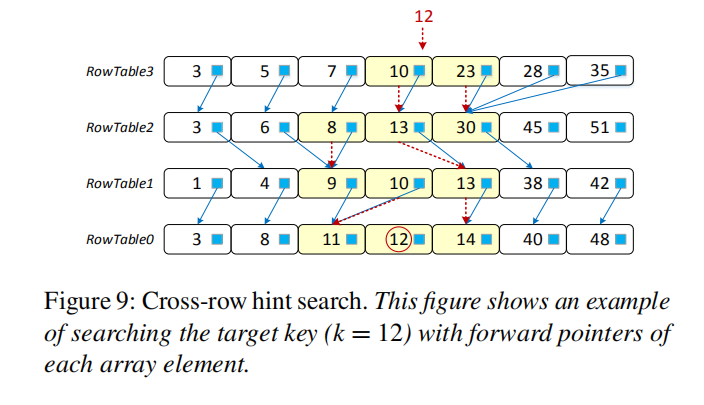 12
RowTable3 3 5 7 10 23 28 35
RowTable2 3 6 8 13 30 45 51
RowTable1 1 4 9 10 13 38 42
RowTable0 3 8 11 12 14 40 48
Figure 9: Cross-row hint search. This figure shows an example
of searching the target key (k = 12) with forward pointers of
each array element.